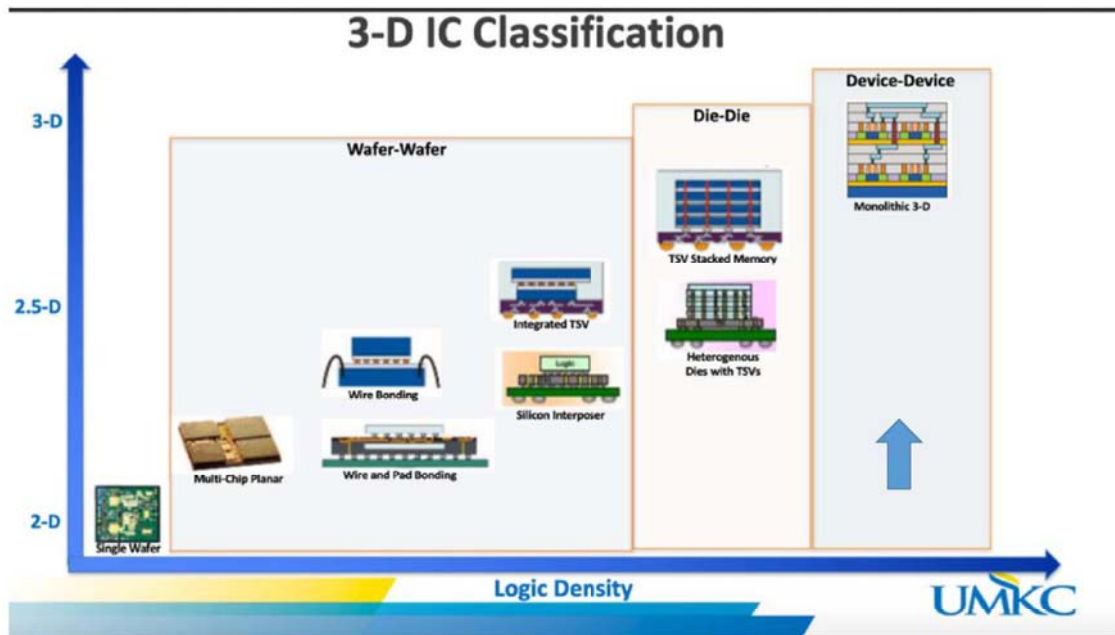 3-D IC Classification
3-D
2.5-D
2-D
Wafer-Wafer
Die-Die
Device-Device
Single Wafer
Multi-Chip Planar
Wire Bonding
Wire and Pad Bonding
Integrated TSV
Logic
Silicon Interposer
TSV Stacked Memory
Heterogenous
Dies with TSVs
Monolithic 3-D
Logic Density
UMKC